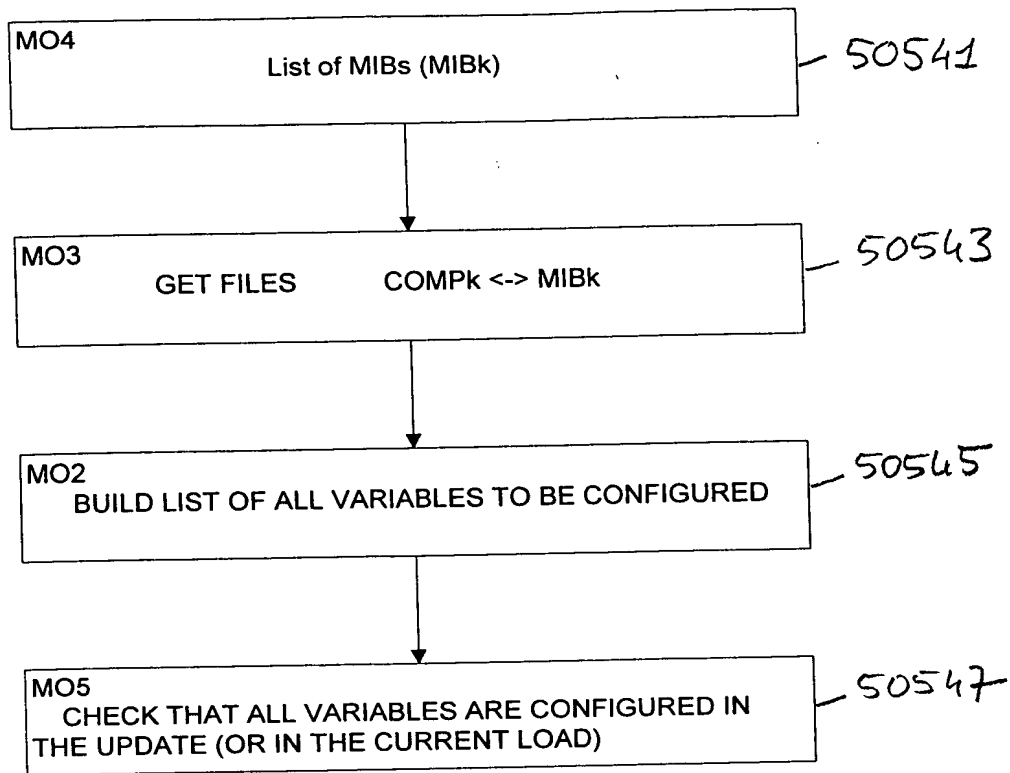 MO4
List of MIBs (MIBk)
50541
MO3
GET FILES COMPk <-> MIBk
50543
MO2
BUILD LIST OF ALL VARIABLES TO BE CONFIGURED
50545
MO5
CHECK THAT ALL VARIABLES ARE CONFIGURED IN
THE UPDATE (OR IN THE CURRENT LOAD)
50547